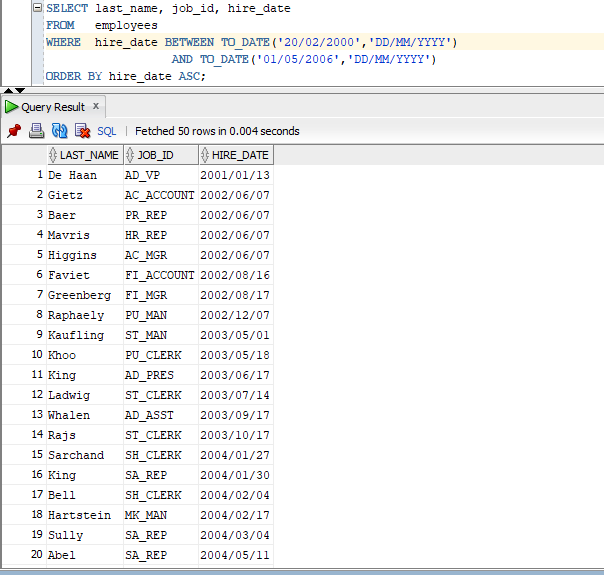 SELECT last_name, job_id, hire_date
FROM   employees
WHERE  hire_date BETWEEN TO_DATE('20/02/2000','DD/MM/YYYY')
                 AND TO_DATE('01/05/2006','DD/MM/YYYY')
ORDER BY hire_date ASC;
Query Result x
SQL | Fetched 50 rows in 0.004 seconds
LAST_NAME JOB_ID HIRE_DATE
1 De Haan AD_VP 2001/01/13
2 Gietz AC_ACCOUNT 2002/06/07
3 Baer PR_REP 2002/06/07
4 Mavris HR_REP 2002/06/07
5 Higgins AC_MGR 2002/06/07
6 Faviet FI_ACCOUNT 2002/08/16
7 Greenberg FI_MGR 2002/08/17
8 Raphaely PU_MAN 2002/12/07
9 Kaufling ST_MAN 2003/05/01
10 Khoo PU_CLERK 2003/05/18
11 King AD_PRES 2003/06/17
12 Ladwig ST_CLERK 2003/07/14
13 Whalen AD_ASST 2003/09/17
14 Rajs ST_CLERK 2003/10/17
15 Sarchand SH_CLERK 2004/01/27
16 King SA_REP 2004/01/30
17 Bell SH_CLERK 2004/02/04
18 Hartstein MK_MAN 2004/02/17
19 Sully SA_REP 2004/03/04
20 Abel SA_REP 2004/05/11